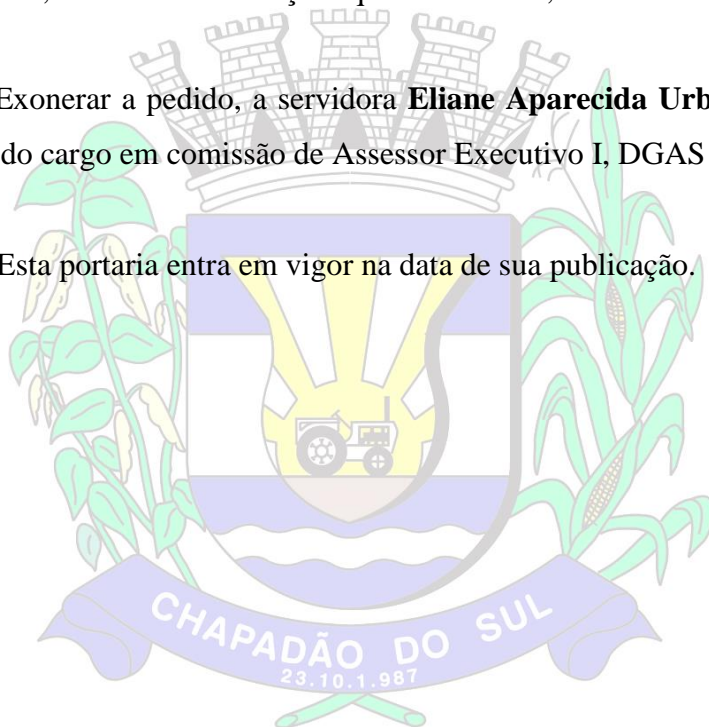 Exonerar a pedido, a servidora Eliane Aparecida
do cargo em comissão de Assessor Executivo I, DGAS
Esta portaria entra em vigor na data de sua publicação.
CHAPADÃO DO SUL
23.10.1.987